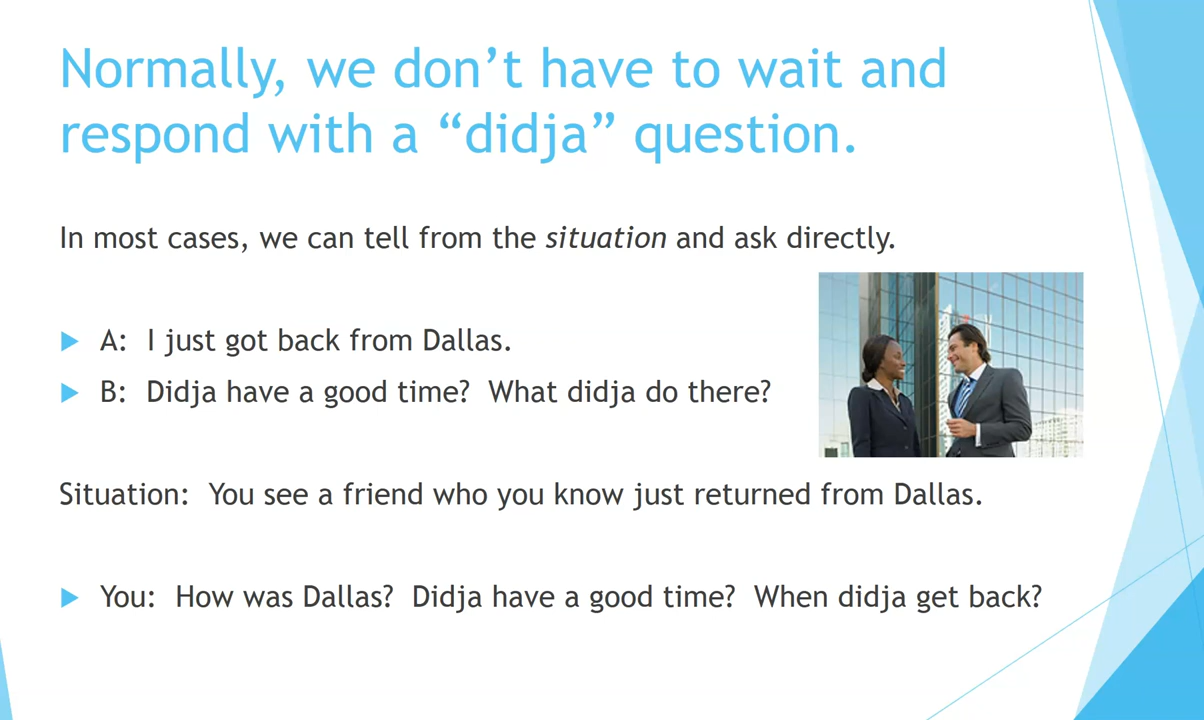 Normally, we don’t have to wait and
respond with a “didja” question.
In most cases, we can tell from the situation and ask directly.
A: I just got back from Dallas.
B: Didja have a good time? What didja do there?
Situation: You see a friend who you know just returned from Dallas.
You: How was Dallas? Didja have a good time? When didja get back?